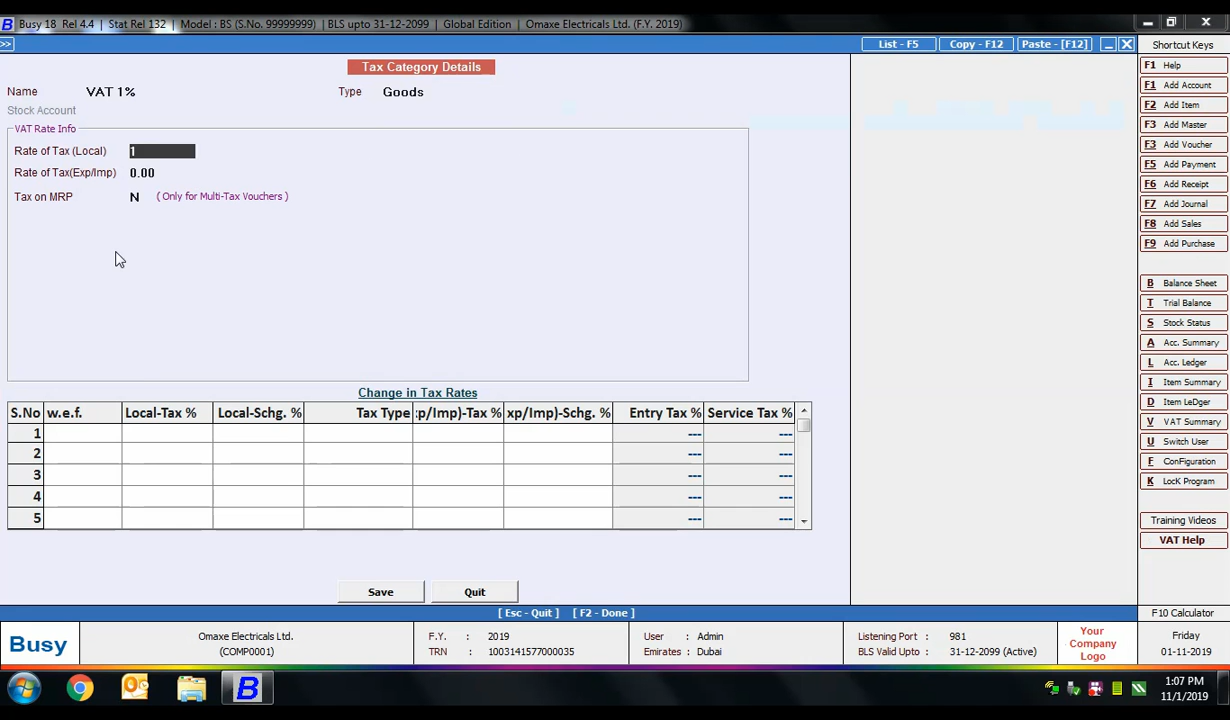 Busy 18 Rel 4.4 | Stat Rel 132 | Model : BS (S.No. 99999999) | BLS upto 31-12-2099 | Global Edition | Omaxe Electricals Ltd. (F.Y. 2019)
>> List - F5 Copy - F12 Paste - [F12] Shortcut Keys
Tax Category Details
Name VAT 1% Type Goods
Stock Account
VAT Rate Info
Rate of Tax (Local) 1
Rate of Tax(Exp/Imp) 0.00
Tax on MRP N ( Only for Multi-Tax Vouchers )
Change in Tax Rates
S.No w.e.f. Local-Tax % Local-Schg. % Tax Type :p/Imp)-Tax % xp/Imp)-Schg. % Entry Tax % Service Tax %
1 --- ---
2 --- ---
3 --- ---
4 --- ---
5 --- ---
Save Quit
[ Esc - Quit ] [ F2 - Done ]
F1 Help
F1 Add Account
F2 Add Item
F3 Add Master
F3 Add Voucher
F5 Add Payment
F6 Add Receipt
F7 Add Journal
F8 Add Sales
F9 Add Purchase
B Balance Sheet
T Trial Balance
S Stock Status
A Acc. Summary
L Acc. Ledger
I Item Summary
D Item LeDger
V VAT Summary
U Switch User
F ConFiguration
K LocK Program
Training Videos
VAT Help
F10 Calculator
Busy
Omaxe Electricals Ltd.
(COMP0001)
F.Y. : 2019
TRN : 1003141577000035
User : Admin
Emirates : Dubai
Listening Port : 981
BLS Valid Upto : 31-12-2099 (Active)
Your
Company
Logo
Friday
01-11-2019
1:07 PM
11/1/2019